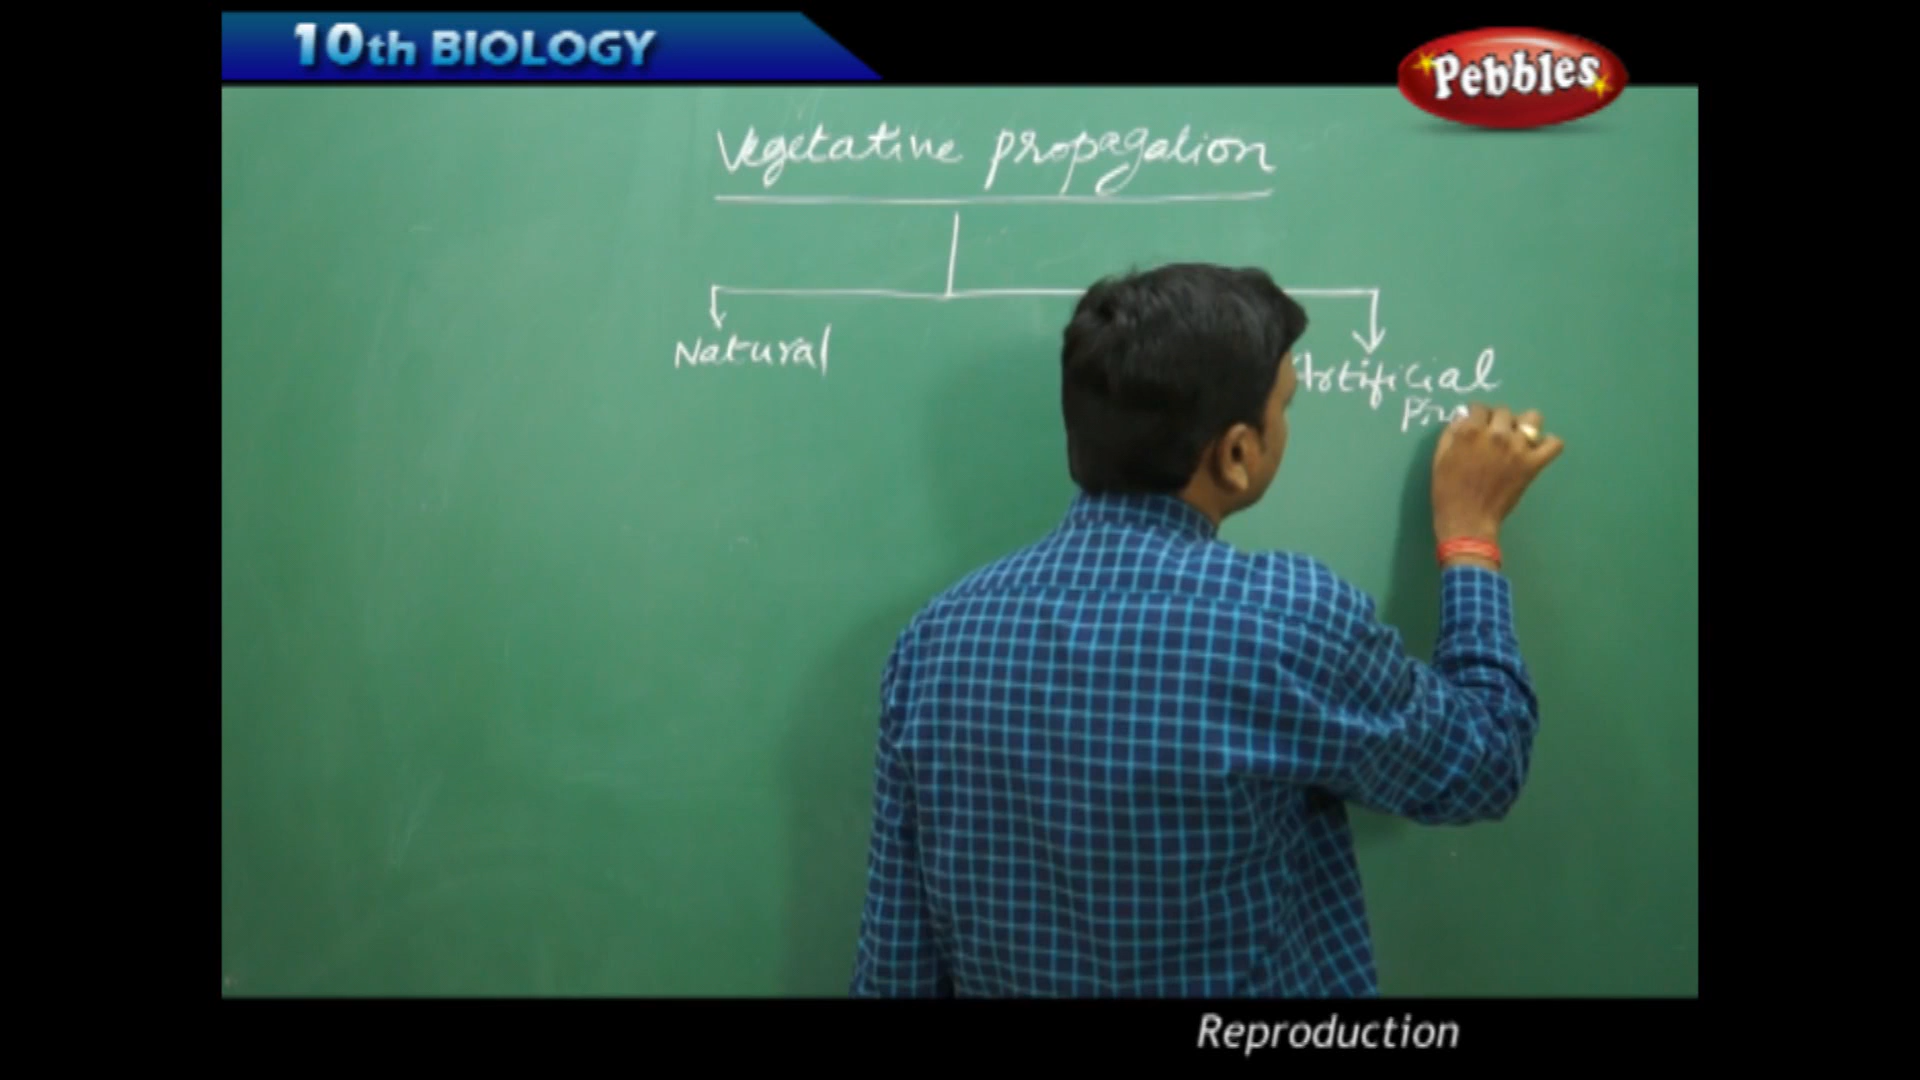 10th BIOLOGY
Pebbles
Vegetative propagation
Natural
Artificial
Reproduction